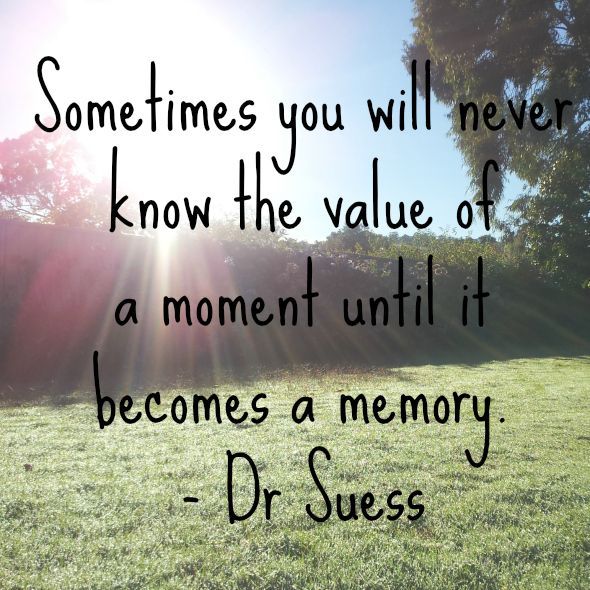 Sometimes you will never
know the value of
a moment until it
becomes a memory.
- Dr Suess